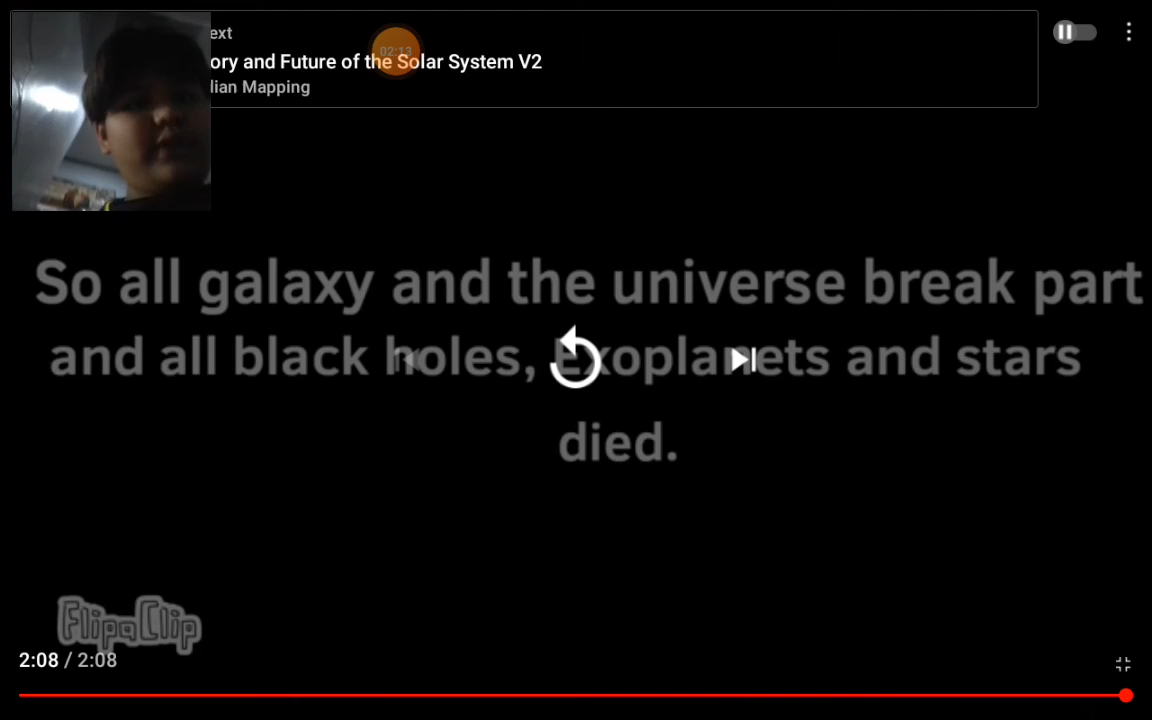 ext
02:13
ory and Future of the Solar System V2
lian Mapping
So all galaxy and the universe break part
and all black holes, Exoplanets and stars
died.
FlipaClip
2:08 / 2:08